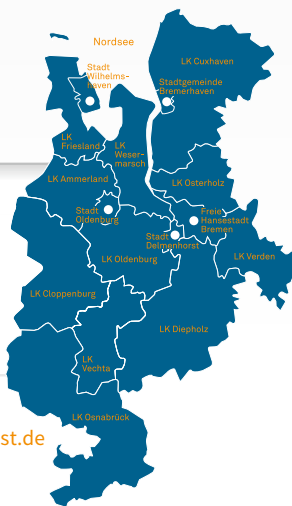 Nordsee
LK Cuxhaven
Stadt
Wilhelms-
haven
Stadtgemeinde
Bremerhaven
LK
Friesland
LK
Weser-
marsch
LK Ammerland
LK Osterholz
Stadt
Oldenburg
Freie
Hansestadt
Bremen
Stadt
Delmenhorst
LK Oldenburg
LK Verden
LK Cloppenburg
LK Diepholz
LK
Vechta
LK Osnabrück
st.de